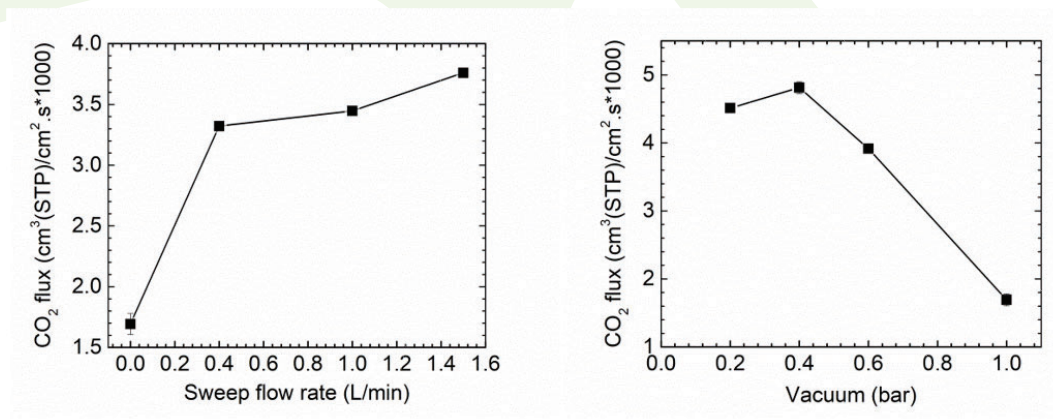 4.0
3.5
3.0
2.5
2.0
1.5
CO₂ flux (cm³(STP)/cm².s*1000)
0.0 0.2 0.4 0.6 0.8 1.0 1.2 1.4 1.6
Sweep flow rate (L/min)
5
4
3
2
1
CO₂ flux (cm³(STP)/cm².s*1000)
0.0 0.2 0.4 0.6 0.8 1.0
Vacuum (bar)